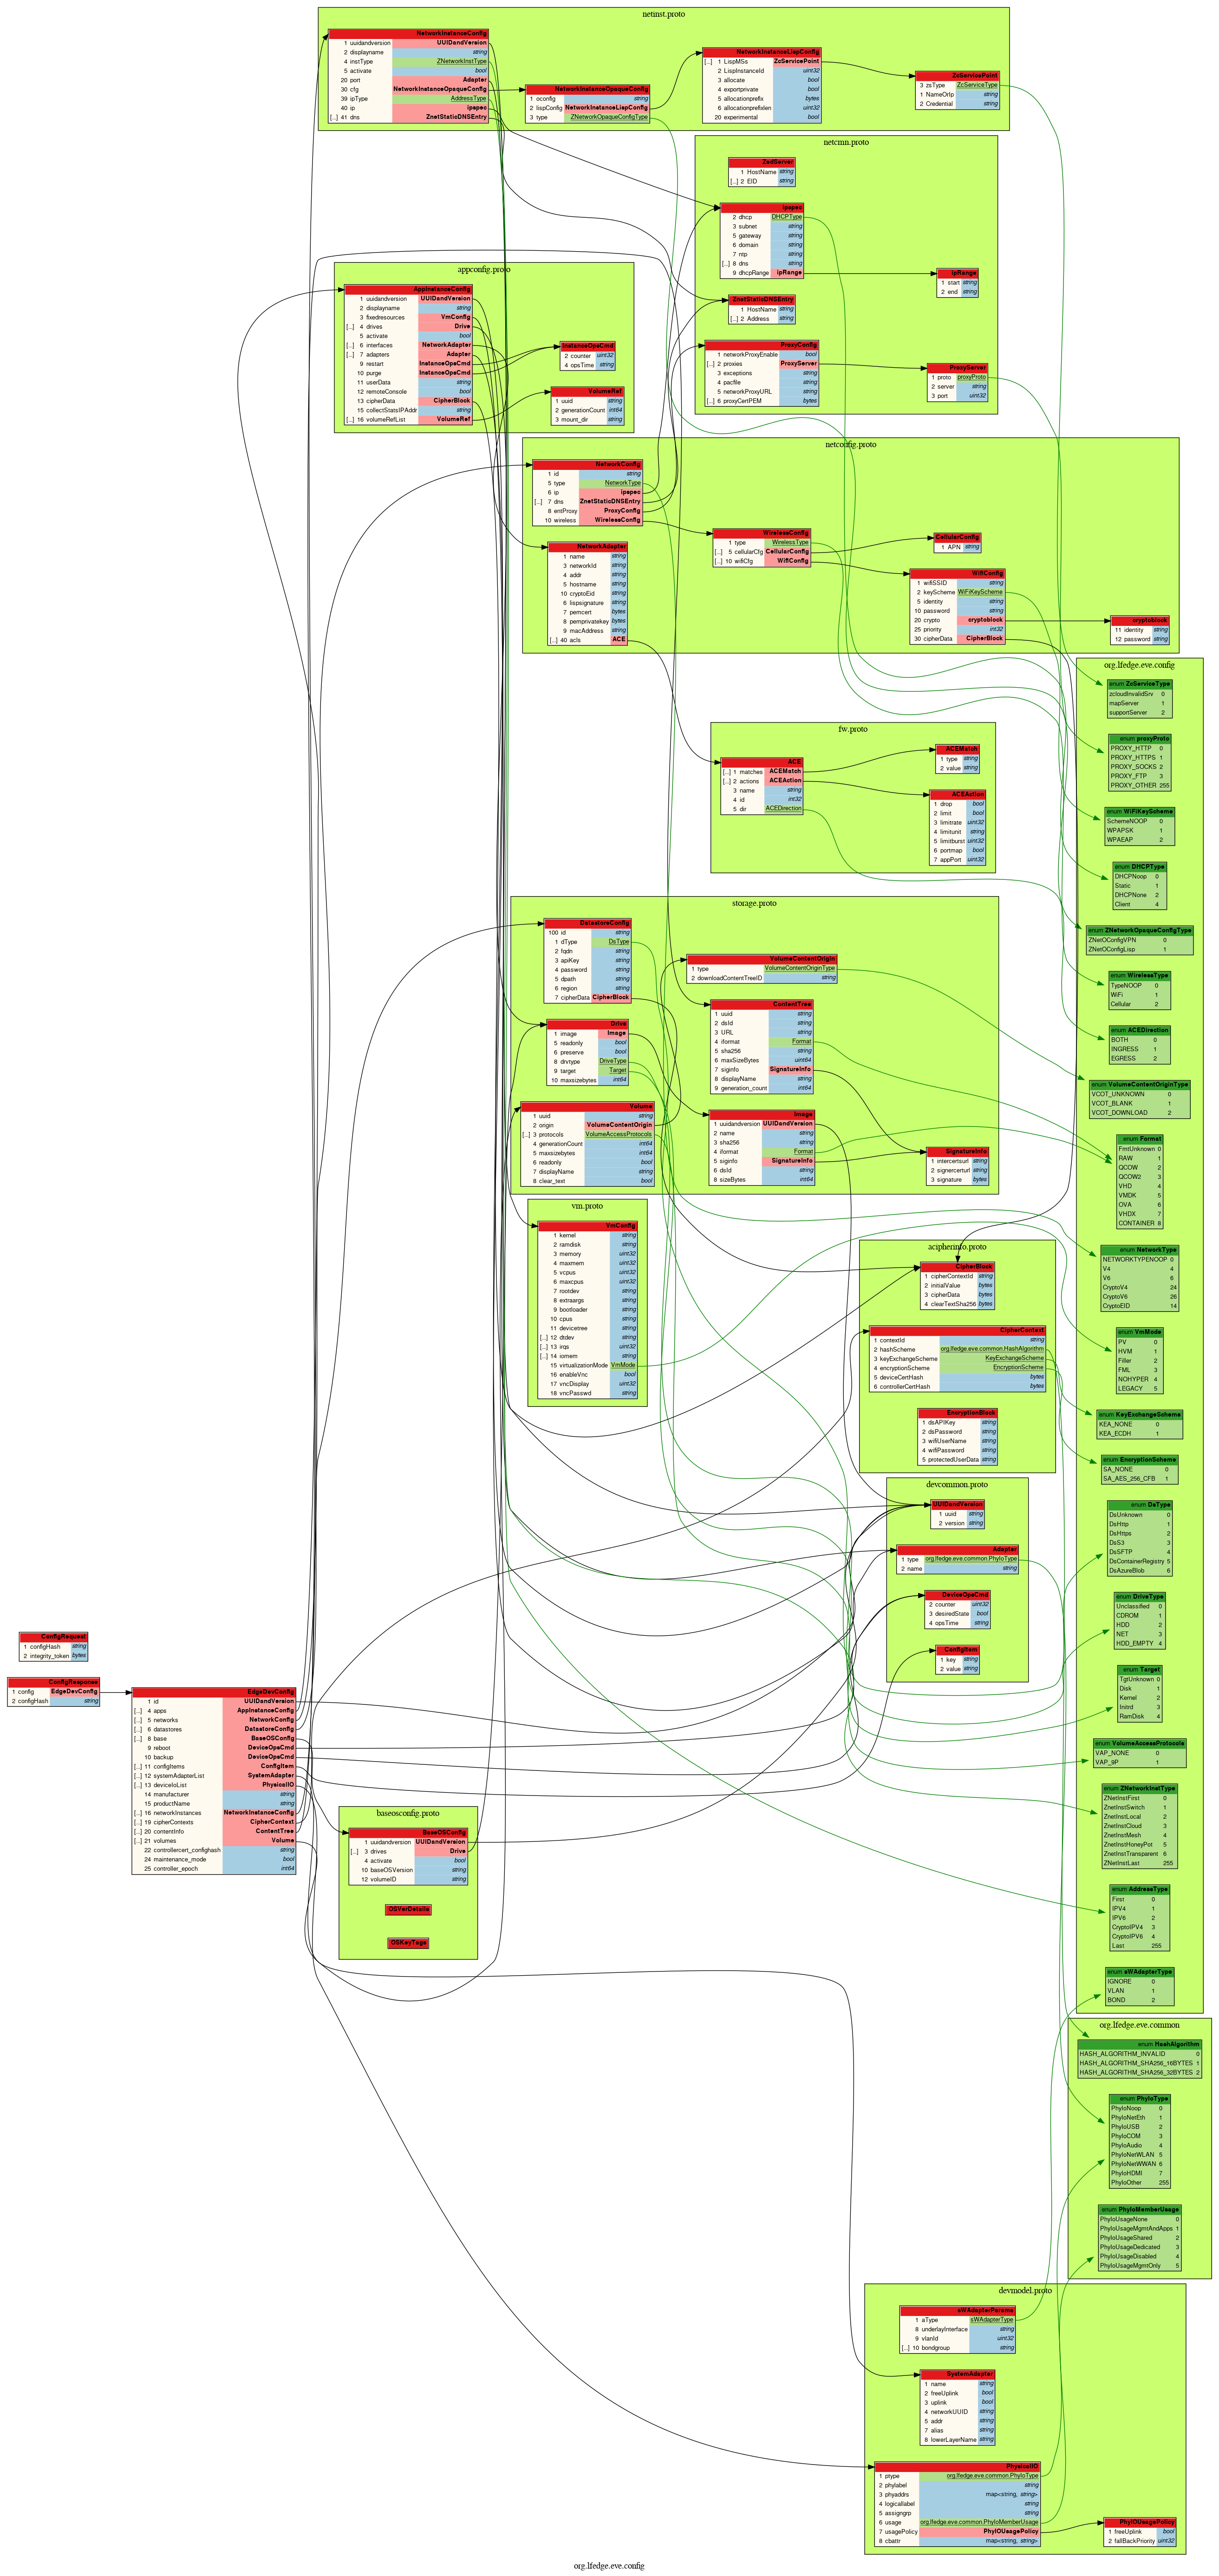 netinst.proto
NetworkInstanceConfig
1 uuidandversion UUIDandVersion
2 displayname string
4 instType ZNetworkInstType
5 activate bool
20 port Adapter
30 cfg NetworkInstanceOpaqueConfig
39 ipType AddressType
40 ip ipspec
[...] 41 dns ZnetStaticDNSEntry
NetworkInstanceOpaqueConfig
1 oconfig string
2 lispConfig NetworkInstanceLispConfig
3 type ZNetworkOpaqueConfigType
NetworkInstanceLispConfig
[...] 1 LispMSs ZcServicePoint
2 LispInstanceId uint32
3 allocate bool
4 exportprivate bool
5 allocationprefix bytes
6 allocationprefixlen uint32
20 experimental bool
ZcServicePoint
3 zsType ZcServiceType
1 NameOrIp string
2 Credential string
netcmn.proto
ZedServer
1 HostName string
[...] 2 EID string
ipspec
2 dhcp DHCPType
3 subnet string
5 gateway string
6 domain string
7 ntp string
[...] 8 dns string
9 dhcpRange ipRange
ipRange
1 start string
2 end string
ZnetStaticDNSEntry
1 HostName string
[...] 2 Address string
ProxyConfig
1 networkProxyEnable bool
[...] 2 proxies ProxyServer
3 exceptions string
4 pacfile string
5 networkProxyURL string
[...] 6 proxyCertPEM bytes
ProxyServer
1 proto proxyProto
2 server string
3 port uint32
appconfig.proto
AppInstanceConfig
1 uuidandversion UUIDandVersion
2 displayname string
3 fixedresources VmConfig
[...] 4 drives Drive
5 activate bool
[...] 6 interfaces NetworkAdapter
[...] 7 adapters Adapter
9 restart InstanceOpsCmd
10 purge InstanceOpsCmd
11 userData string
12 remoteConsole bool
13 cipherData CipherBlock
15 collectStatsIPAddr string
[...] 16 volumeRefList VolumeRef
InstanceOpsCmd
2 counter uint32
4 opsTime string
VolumeRef
1 uuid string
2 generationCount int64
3 mount_dir string
netconfig.proto
NetworkConfig
1 id string
5 type NetworkType
6 ip ipspec
[...] 7 dns ZnetStaticDNSEntry
8 entProxy ProxyConfig
10 wireless WirelessConfig
NetworkAdapter
1 name string
3 networkId string
4 addr string
5 hostname string
10 cryptoEid string
6 lispsignature string
7 pemcert bytes
8 pemprivatekey bytes
9 macAddress string
[...] 40 acls ACE
WirelessConfig
1 type WirelessType
[...] 5 cellularCfg CellularConfig
[...] 10 wifiCfg WifiConfig
CellularConfig
1 APN string
WifiConfig
1 wifiSSID string
2 keyScheme WiFiKeyScheme
5 identity string
10 password string
20 crypto cryptoblock
25 priority int32
30 cipherData CipherBlock
cryptoblock
11 identity string
12 password string
fw.proto
ACE
[...] 1 matches ACEMatch
[...] 2 actions ACEAction
3 name string
4 id int32
5 dir ACEDirection
ACEMatch
1 type string
2 value string
ACEAction
1 drop bool
2 limit bool
3 limitrate uint32
4 limitunit string
5 limitburst uint32
6 portmap bool
7 appPort uint32
storage.proto
DatastoreConfig
100 id string
1 dType DsType
2 fqdn string
3 apiKey string
4 password string
5 dpath string
6 region string
7 cipherData CipherBlock
Drive
1 image Image
5 readonly bool
6 preserve bool
8 drvtype DriveType
9 target Target
10 maxsizebytes int64
Volume
1 uuid string
2 origin VolumeContentOrigin
[...] 3 protocols VolumeAccessProtocols
4 generationCount int64
5 maxsizebytes int64
6 readonly bool
7 displayName string
8 clear_text bool
VolumeContentOrigin
1 type VolumeContentOriginType
2 downloadContentTreeID string
ContentTree
1 uuid string
2 dsId string
3 URL string
4 iformat Format
5 sha256 string
6 maxSizeBytes uint64
7 siginfo SignatureInfo
8 displayName string
9 generation_count int64
Image
1 uuidandversion UUIDandVersion
2 name string
3 sha256 string
4 iformat Format
5 siginfo SignatureInfo
6 dsId string
8 sizeBytes int64
SignatureInfo
1 intercertsurl string
2 signercerturl string
3 signature bytes
vm.proto
VmConfig
1 kernel string
2 ramdisk string
3 memory uint32
4 maxmem uint32
5 vcpus uint32
6 maxcpus uint32
7 rootdev string
8 extraargs string
9 bootloader string
10 cpus string
11 devicetree string
[...] 12 dtdev string
[...] 13 irqs uint32
[...] 14 iomem string
15 virtualizationMode VmMode
16 enableVnc bool
17 vncDisplay uint32
18 vncPasswd string
acipherinfo.proto
CipherBlock
1 cipherContextId string
2 initialValue bytes
3 cipherData bytes
4 clearTextSha256 bytes
CipherContext
1 contextId string
2 hashScheme org.lfedge.eve.common.HashAlgorithm
3 keyExchangeScheme KeyExchangeScheme
4 encryptionScheme EncryptionScheme
5 deviceCertHash bytes
6 controllerCertHash bytes
EncryptionBlock
1 dsAPIKey string
2 dsPassword string
3 wifiUserName string
4 wifiPassword string
5 protectedUserData string
devcommon.proto
UUIDandVersion
1 uuid string
2 version string
Adapter
1 type org.lfedge.eve.common.PhyIoType
2 name string
DeviceOpsCmd
2 counter uint32
3 desiredState bool
4 opsTime string
ConfigItem
1 key string
2 value string
ConfigRequest
1 configHash string
2 integrity_token bytes
ConfigResponse
1 config EdgeDevConfig
2 configHash string
EdgeDevConfig
1 id UUIDandVersion
[...] 4 apps AppInstanceConfig
[...] 5 networks NetworkConfig
[...] 6 datastores DatastoreConfig
[...] 8 base BaseOSConfig
9 reboot DeviceOpsCmd
10 backup DeviceOpsCmd
[...] 11 configItems ConfigItem
[...] 12 systemAdapterList SystemAdapter
[...] 13 deviceIoList PhysicalIO
14 manufacturer string
15 productName string
[...] 16 networkInstances NetworkInstanceConfig
[...] 19 cipherContexts CipherContext
[...] 20 contentInfo ContentTree
[...] 21 volumes Volume
22 controllercert_confighash string
24 maintenance_mode bool
25 controller_epoch int64
baseosconfig.proto
BaseOSConfig
1 uuidandversion UUIDandVersion
[...] 3 drives Drive
4 activate bool
10 baseOSVersion string
12 volumeID string
OSVerDetails
OSKeyTags
org.lfedge.eve.config
enum ZcServiceType
zcloudInvalidSrv 0
mapServer 1
supportServer 2
enum proxyProto
PROXY_HTTP 0
PROXY_HTTPS 1
PROXY_SOCKS 2
PROXY_FTP 3
PROXY_OTHER 255
enum WiFiKeyScheme
SchemeNOOP 0
WPAPSK 1
WPAEAP 2
enum DHCPType
DHCPNoop 0
Static 1
DHCPNone 2
Client 4
enum ZNetworkOpaqueConfigType
ZNetOConfigVPN 0
ZNetOConfigLisp 1
enum WirelessType
TypeNOOP 0
WiFi 1
Cellular 2
enum ACEDirection
BOTH 0
INGRESS 1
EGRESS 2
enum VolumeContentOriginType
VCOT_UNKNOWN 0
VCOT_BLANK 1
VCOT_DOWNLOAD 2
enum Format
FmtUnknown 0
RAW 1
QCOW 2
QCOW2 3
VHD 4
VMDK 5
OVA 6
VHDX 7
CONTAINER 8
enum NetworkType
NETWORKTYPENOOP 0
V4 4
V6 6
CryptoV4 24
CryptoV6 26
CryptoEID 14
enum VmMode
PV 0
HVM 1
Filler 2
FML 3
NOHYPER 4
LEGACY 5
enum KeyExchangeScheme
KEA_NONE 0
KEA_ECDH 1
enum EncryptionScheme
SA_NONE 0
SA_AES_256_CFB 1
enum DsType
DsUnknown 0
DsHttp 1
DsHttps 2
DsS3 3
DsSFTP 4
DsContainerRegistry 5
DsAzureBlob 6
enum DriveType
Unclassified 0
CDROM 1
HDD 2
NET 3
HDD_EMPTY 4
enum Target
TgtUnknown 0
Disk 1
Kernel 2
Initrd 3
RamDisk 4
enum VolumeAccessProtocols
VAP_NONE 0
VAP_9P 1
enum ZNetworkInstType
ZNetInstFirst 0
ZnetInstSwitch 1
ZnetInstLocal 2
ZnetInstCloud 3
ZnetInstMesh 4
ZnetInstHoneyPot 5
ZnetInstTransparent 6
ZNetInstLast 255
enum AddressType
First 0
IPV4 1
IPV6 2
CryptoIPV4 3
CryptoIPV6 4
Last 255
enum sWAdapterType
IGNORE 0
VLAN 1
BOND 2
org.lfedge.eve.common
enum HashAlgorithm
HASH_ALGORITHM_INVALID 0
HASH_ALGORITHM_SHA256_16BYTES 1
HASH_ALGORITHM_SHA256_32BYTES 2
enum PhyIoType
PhyIoNoop 0
PhyIoNetEth 1
PhyIoUSB 2
PhyIoCOM 3
PhyIoAudio 4
PhyIoNetWLAN 5
PhyIoNetWWAN 6
PhyIoHDMI 7
PhyIoOther 255
enum PhyIoMemberUsage
PhyIoUsageNone 0
PhyIoUsageMgmtAndApps 1
PhyIoUsageShared 2
PhyIoUsageDedicated 3
PhyIoUsageDisabled 4
PhyIoUsageMgmtOnly 5
devmodel.proto
sWAdapterParams
1 aType sWAdapterType
8 underlayInterface string
9 vlanId uint32
[...] 10 bondgroup string
SystemAdapter
1 name string
2 freeUplink bool
3 uplink bool
4 networkUUID string
5 addr string
7 alias string
8 lowerLayerName string
PhysicalIO
1 ptype org.lfedge.eve.common.PhyIoType
2 phylabel string
3 phyaddrs map<string, string>
4 logicallabel string
5 assigngrp string
6 usage org.lfedge.eve.common.PhyIoMemberUsage
7 usagePolicy PhyIOUsagePolicy
8 cbattr map<string, string>
PhyIOUsagePolicy
1 freeUplink bool
2 fallBackPriority uint32
org.lfedge.eve.config